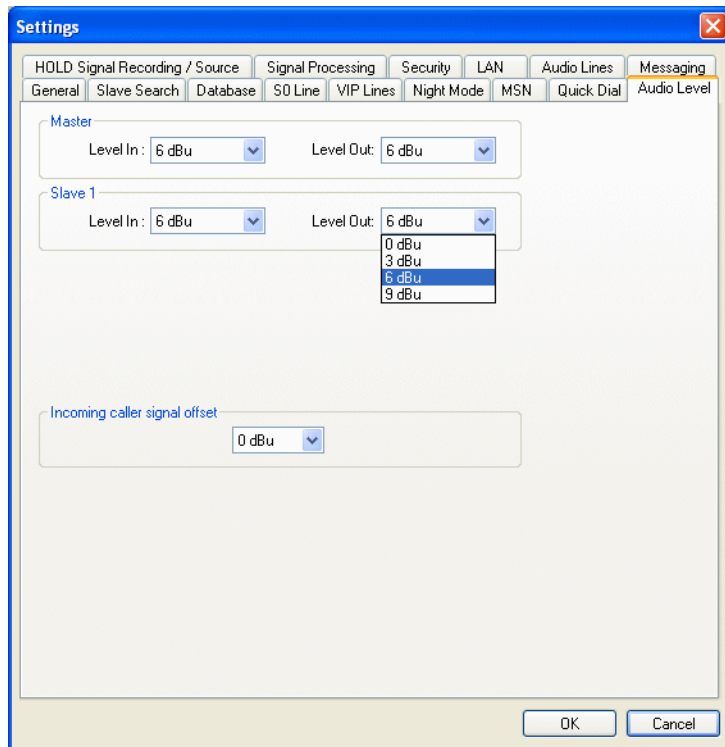 Settings
HOLD Signal Recording / Source Signal Processing Security LAN Audio Lines Messaging
General Slave Search Database S0 Line VIP Lines Night Mode MSN Quick Dial Audio Level
Master
Level In : 6 dBu Level Out: 6 dBu
Slave 1
Level In : 6 dBu Level Out: 6 dBu
0 dBu
3 dBu
6 dBu
9 dBu
Incoming caller signal offset
0 dBu
OK Cancel